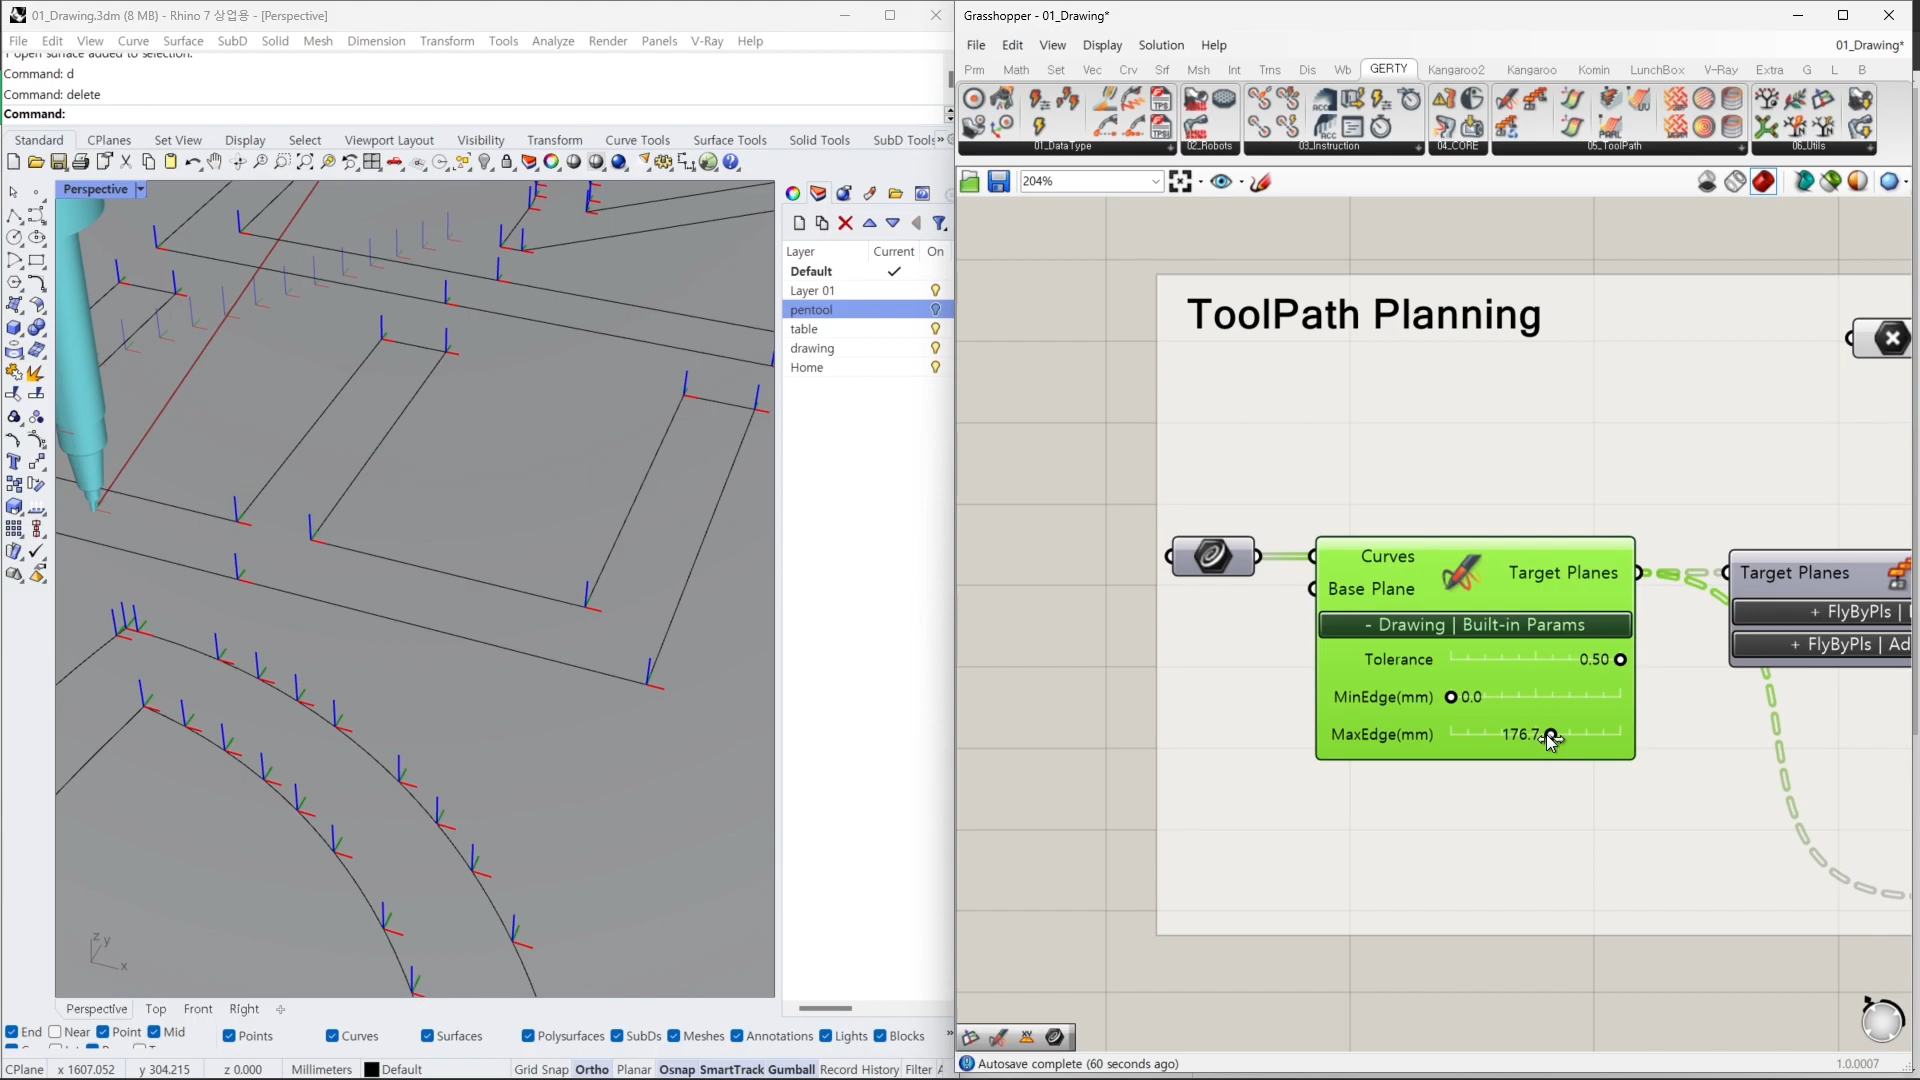 01_Drawing.3dm (8 MB) - Rhino 7 상업용 - [Perspective]
File Edit View Curve Surface SubD Solid Mesh Dimension Transform Tools Analyze Render Panels V-Ray Help
1 open surface added to selection.
Command: d
Command: delete
Command:
Standard CPlanes Set View Display Select Viewport Layout Visibility Transform Curve Tools Surface Tools Solid Tools SubD Tools
Perspective
Layer Current On
Default
Layer 01
pentool
table
drawing
Home
z y
x
Perspective Top Front Right
End Near Point Mid
Points Curves Surfaces Polysurfaces SubDs Meshes Annotations Lights Blocks
CPlane x 1607.052 y 304.215 z 0.000 Millimeters Default Grid Snap Ortho Planar Osnap SmartTrack Gumball Record History Filter
Grasshopper - 01_Drawing*
File Edit View Display Solution Help 01_Drawing*
Prm Math Set Vec Crv Srf Msh Int Trns Dis Wb GERTY Kangaroo2 Kangaroo Komin LunchBox V-Ray Extra G L B
01_DataType 02_Robots 03_Instruction 04_CORE 05_ToolPath 06_Utils
204%
ToolPath Planning
Curves
Base Plane
Target Planes
- Drawing | Built-in Params
Tolerance 0.50
MinEdge(mm) 0.0
MaxEdge(mm) 176.7
Target Planes
+ FlyByPls |
+ FlyByPls | Ad
Autosave complete (60 seconds ago)
1.0.0007